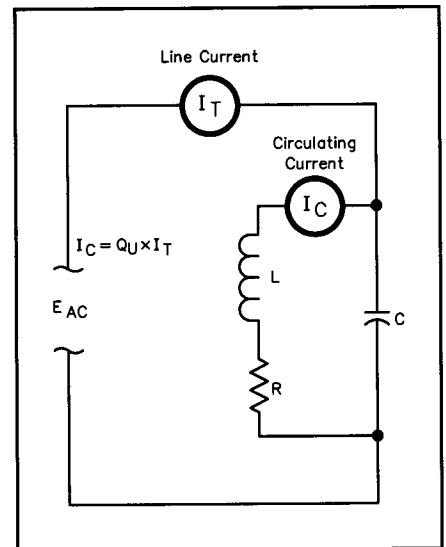 Line Current
I_T
Circulating
Current
I_C
I_C = Q_U × I_T
L
E_AC
C
R